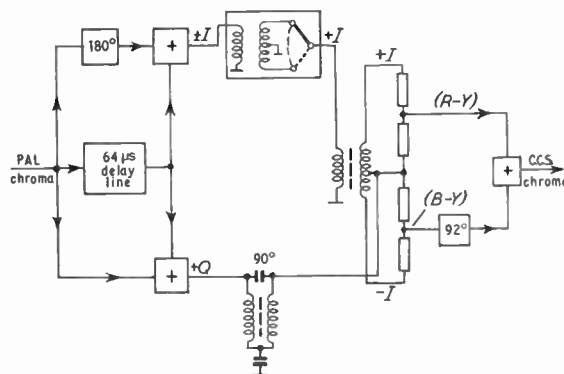 180°
+
±I
+I
+I
(R-Y)
PAL
chroma
64 µs
delay
line
+
CCS
chroma
(B-Y)
92°
90°
+
+Q
-I